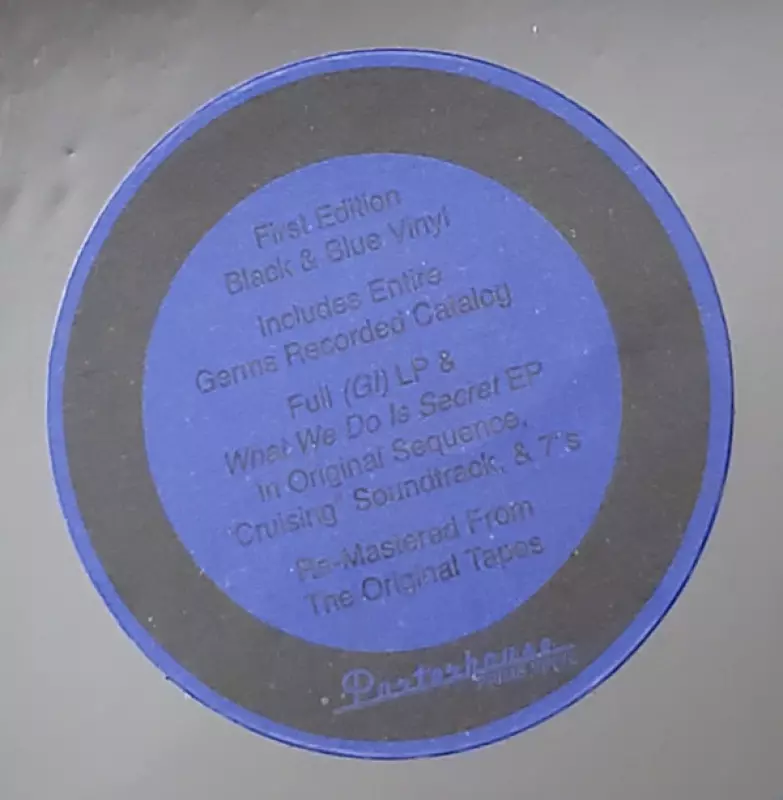 First Edition
Black & Blue Vinyl
Includes Entire
Germs Recorded Catalog
Full (GI) LP &
What We Do Is Secret EP
In Original Sequence,
"Cruising" Soundtrack, & 7"s
Re-Mastered From
The Original Tapes
Porterhouse